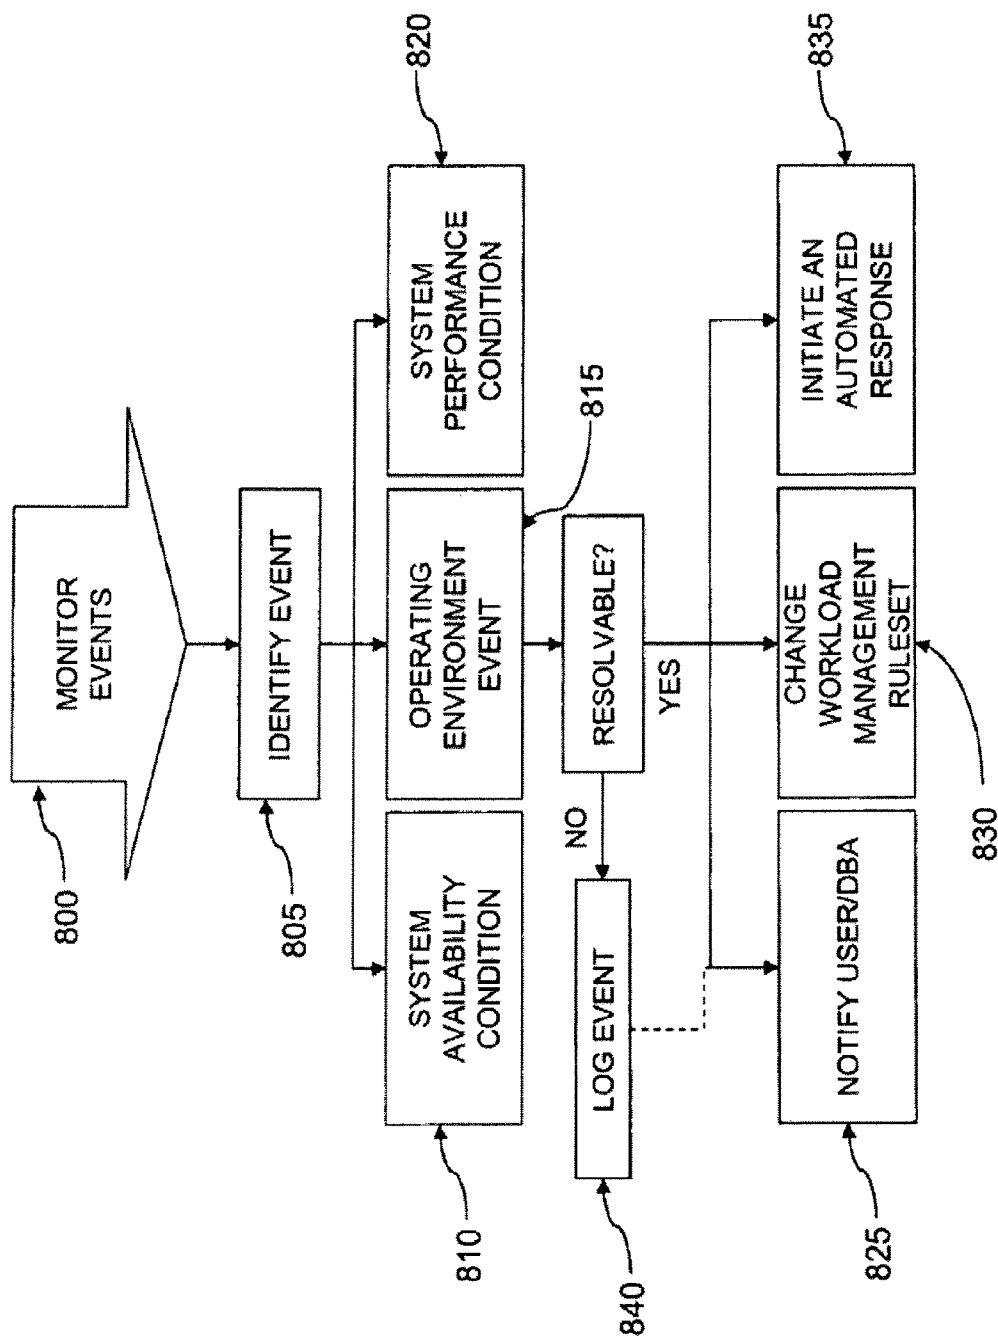 MONITOR
EVENTS
800
IDENTIFY EVENT
805
SYSTEM
AVAILABILITY
CONDITION
810
OPERATING
ENVIRONMENT
EVENT
815
SYSTEM
PERFORMANCE
CONDITION
820
RESOLVABLE?
NO
YES
LOG EVENT
840
NOTIFY USER/DBA
825
CHANGE
WORKLOAD
MANAGEMENT
RULESET
830
INITIATE AN
AUTOMATED
RESPONSE
835